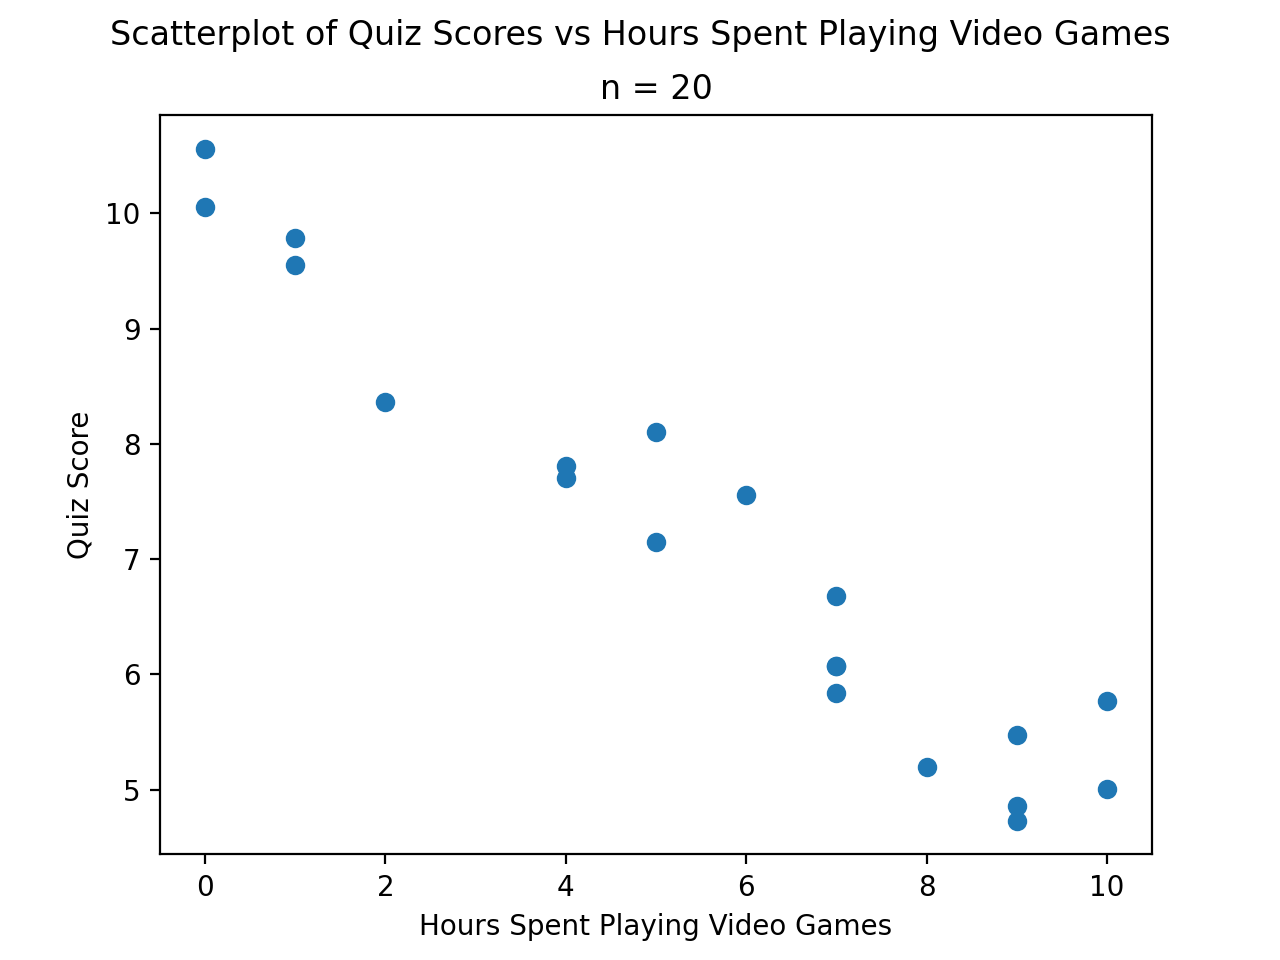 Scatterplot of Quiz Scores vs Hours Spent Playing Video Games
n = 20
10
9
8
7
6
5
Quiz Score
0 2 4 6 8 10
Hours Spent Playing Video Games